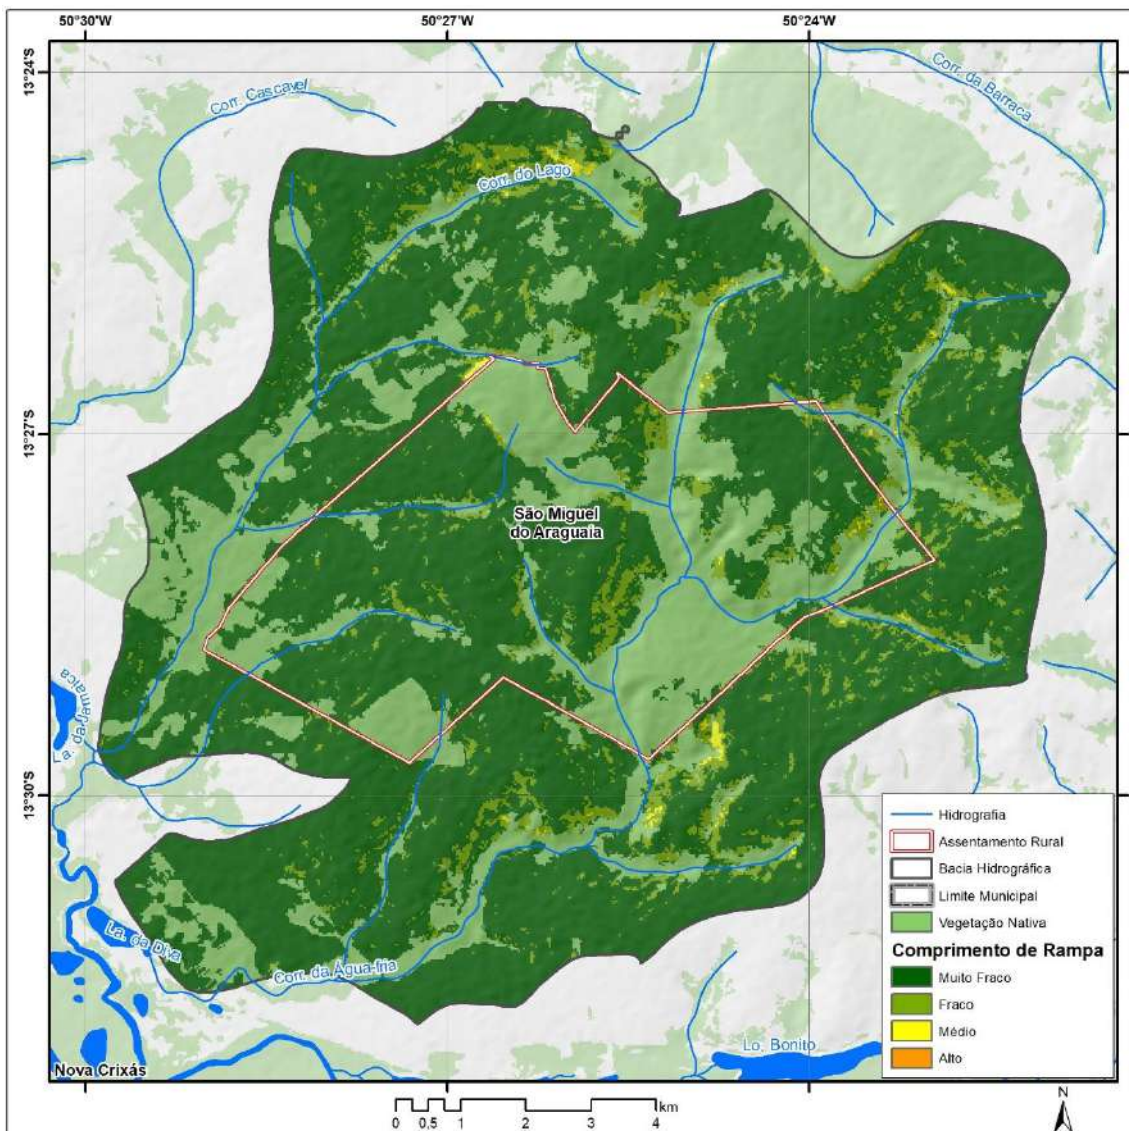 50°30'W
50°27'W
50°24'W
13°24'S
13°27'S
13°30'S
Corr. Cascavel
Corr. da Barraca
Corr. do Lago
São Miguel
do Araguaia
La. da Jamaica
La. da Diva
Corr. da Água-fria
Lo. Bonito
Nova Crixás
Hidrografia
Assentamento Rural
Bacia Hidrográfica
Limite Municipal
Vegetação Nativa
Comprimento de Rampa
Muito Fraco
Fraco
Médio
Alto
km
0 0,5 1 2 3 4
N